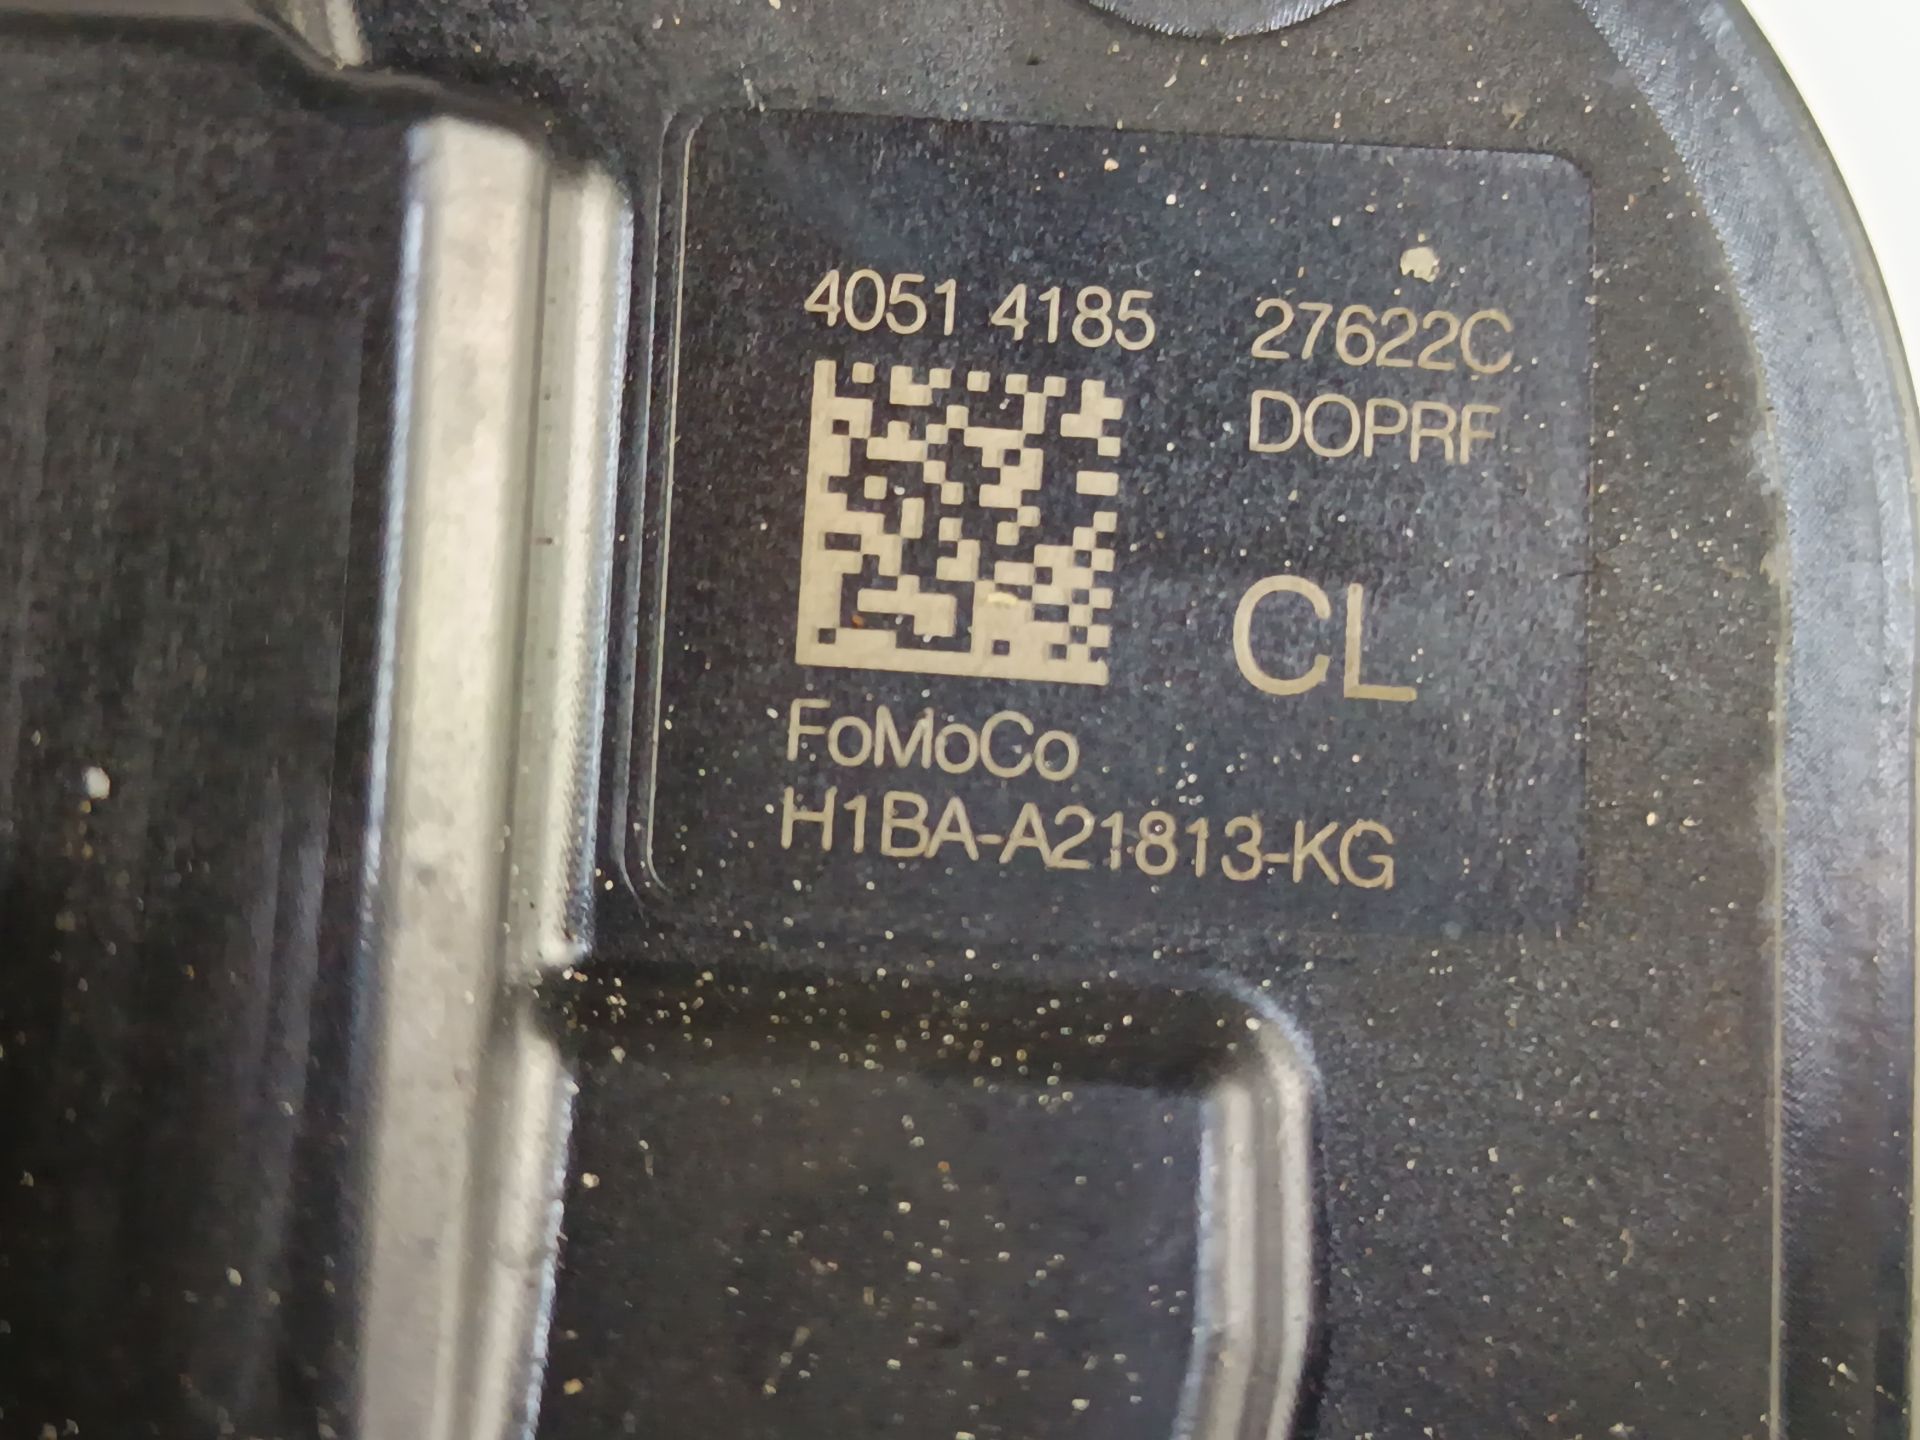 4051 4185 27622C
DOPRF
CL
FoMoCo
H1BA-A21813-KG